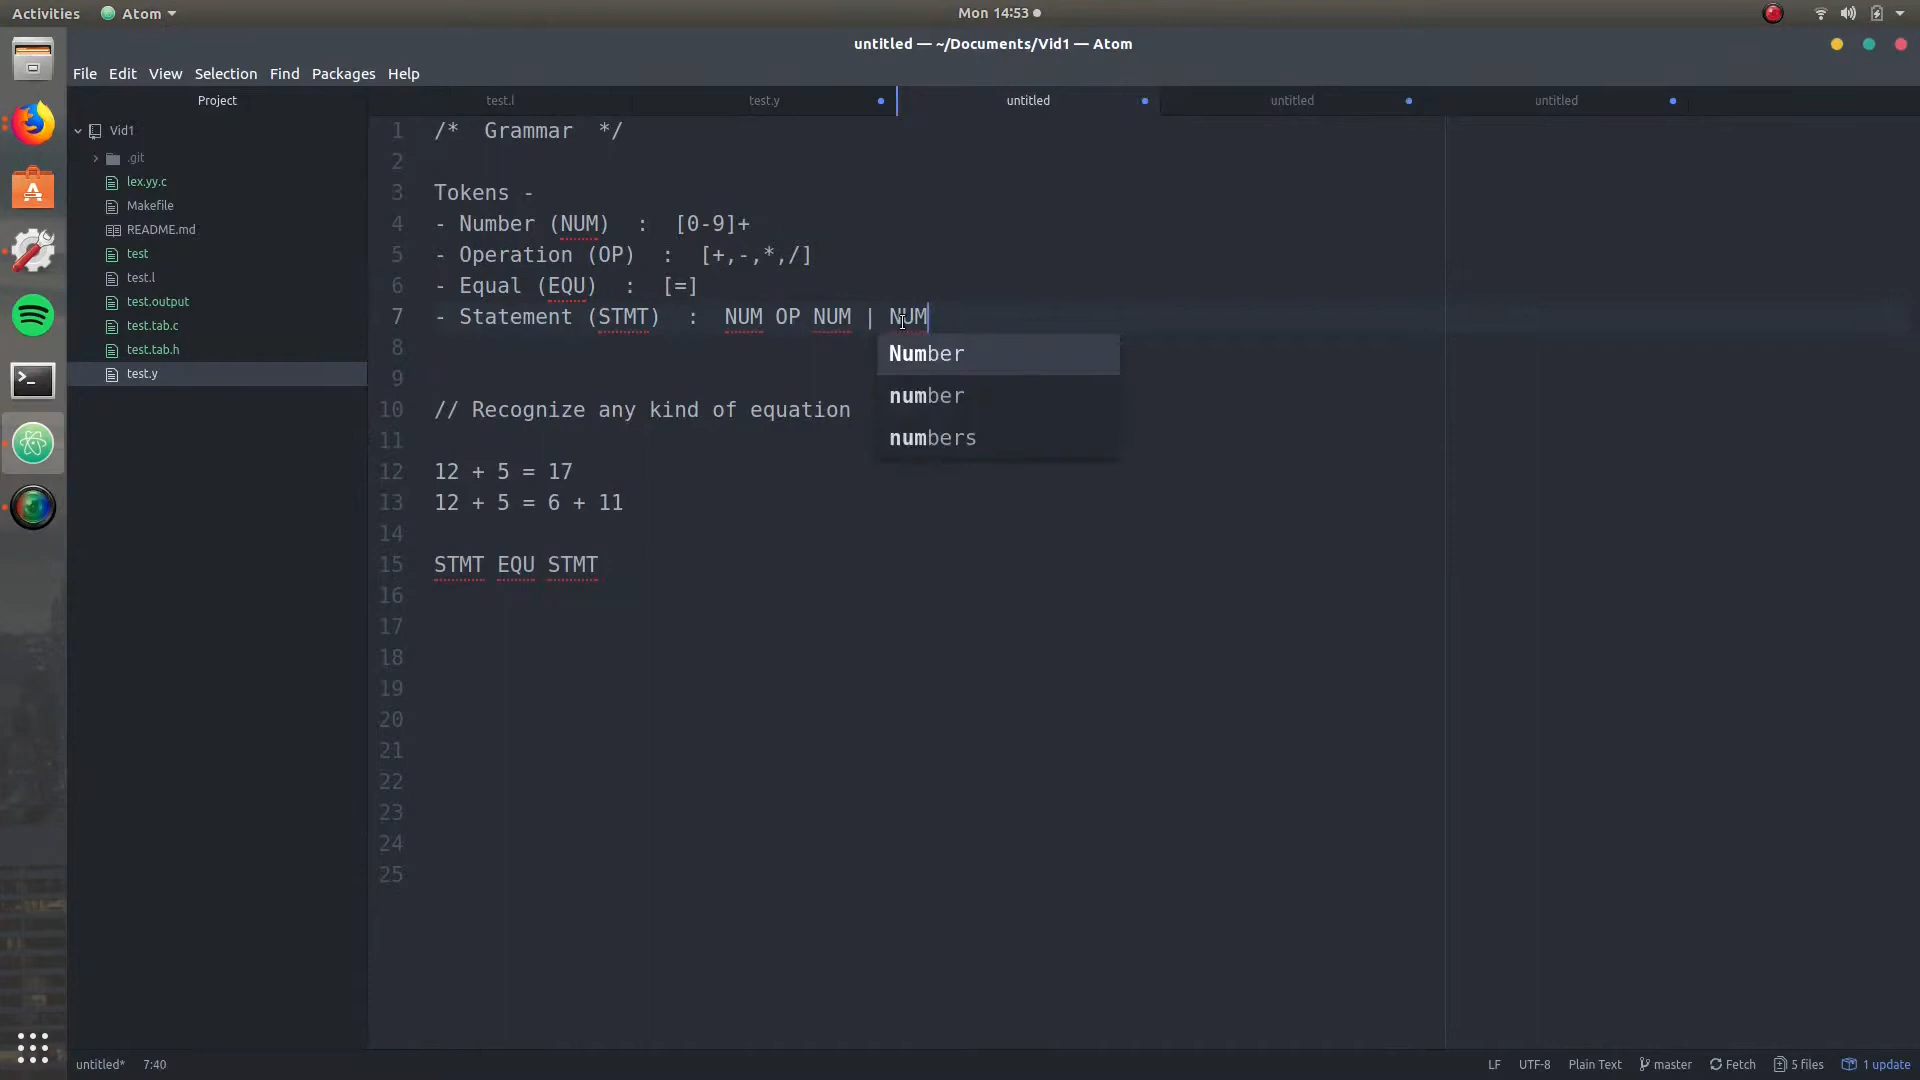 Activities Atom Mon 14:53
untitled — ~/Documents/Vid1 — Atom
File Edit View Selection Find Packages Help
Project test.l test.y untitled untitled untitled
Vid1
.git
lex.yy.c
Makefile
README.md
test
test.l
test.output
test.tab.c
test.tab.h
test.y
1 /*  Grammar  */
2
3 Tokens -
4 - Number (NUM)  :  [0-9]+
5 - Operation (OP)  :  [+,-,*,/]
6 - Equal (EQU)  :  [=]
7 - Statement (STMT)  :  NUM OP NUM | NUM
8
9
10 // Recognize any kind of equation
11
12 12 + 5 = 17
13 12 + 5 = 6 + 11
14
15 STMT EQU STMT
16
17
18
19
20
21
22
23
24
25
Number
number
numbers
untitled* 7:40 LF UTF-8 Plain Text master Fetch 5 files 1 update